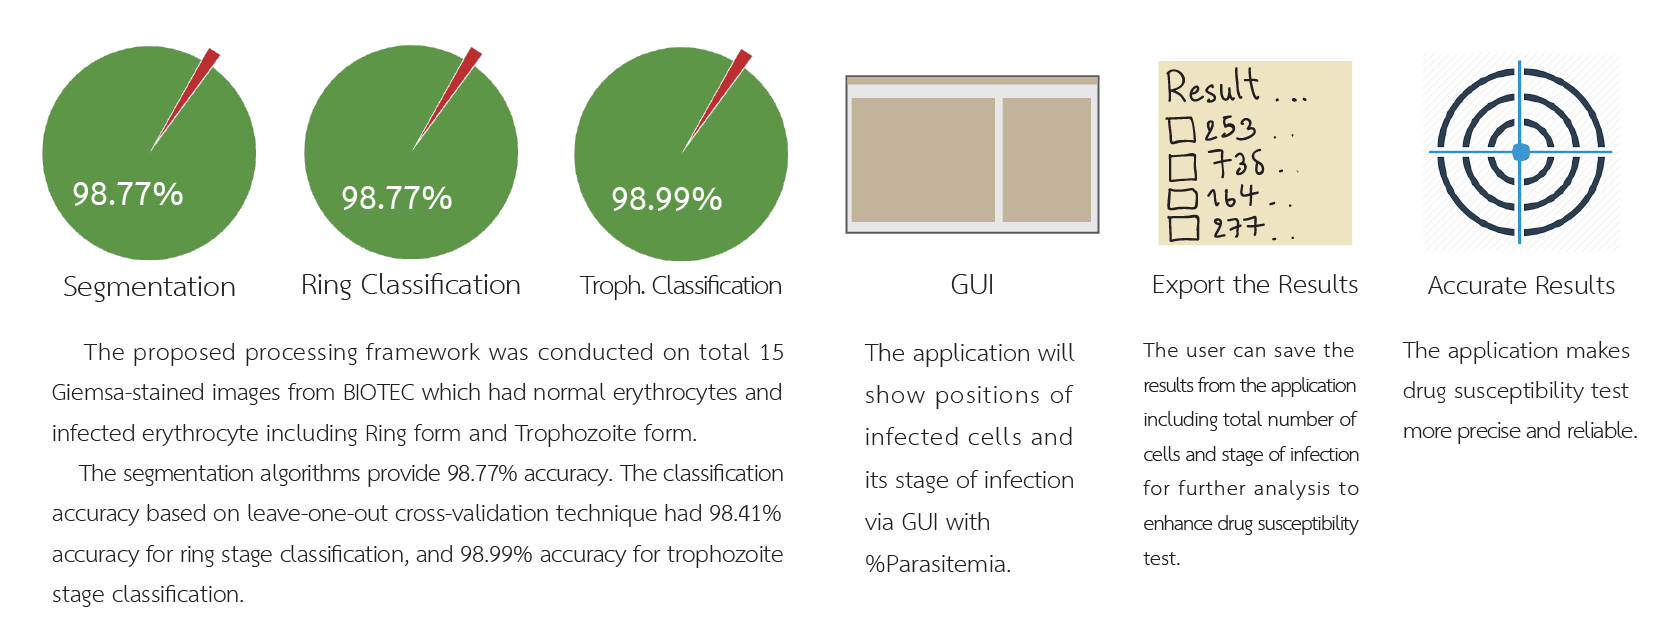 98.77%
Segmentation
98.77%
Ring Classification
98.99%
Troph. Classification
The proposed processing framework was conducted on total 15
Giemsa-stained images from BIOTEC which had normal erythrocytes and
infected erythrocyte including Ring form and Trophozoite form.
The segmentation algorithms provide 98.77% accuracy. The classification
accuracy based on leave-one-out cross-validation technique had 98.41%
accuracy for ring stage classification, and 98.99% accuracy for trophozoite
stage classification.
GUI
The application will
show positions of
infected cells and
its stage of infection
via GUI with
%Parasitemia.
Result ...
253 ..
738 ..
164 ..
277 ..
Export the Results
The user can save the
results from the application
including total number of
cells and stage of infection
for further analysis to
enhance drug susceptibility
test.
Accurate Results
The application makes
drug susceptibility test
more precise and reliable.